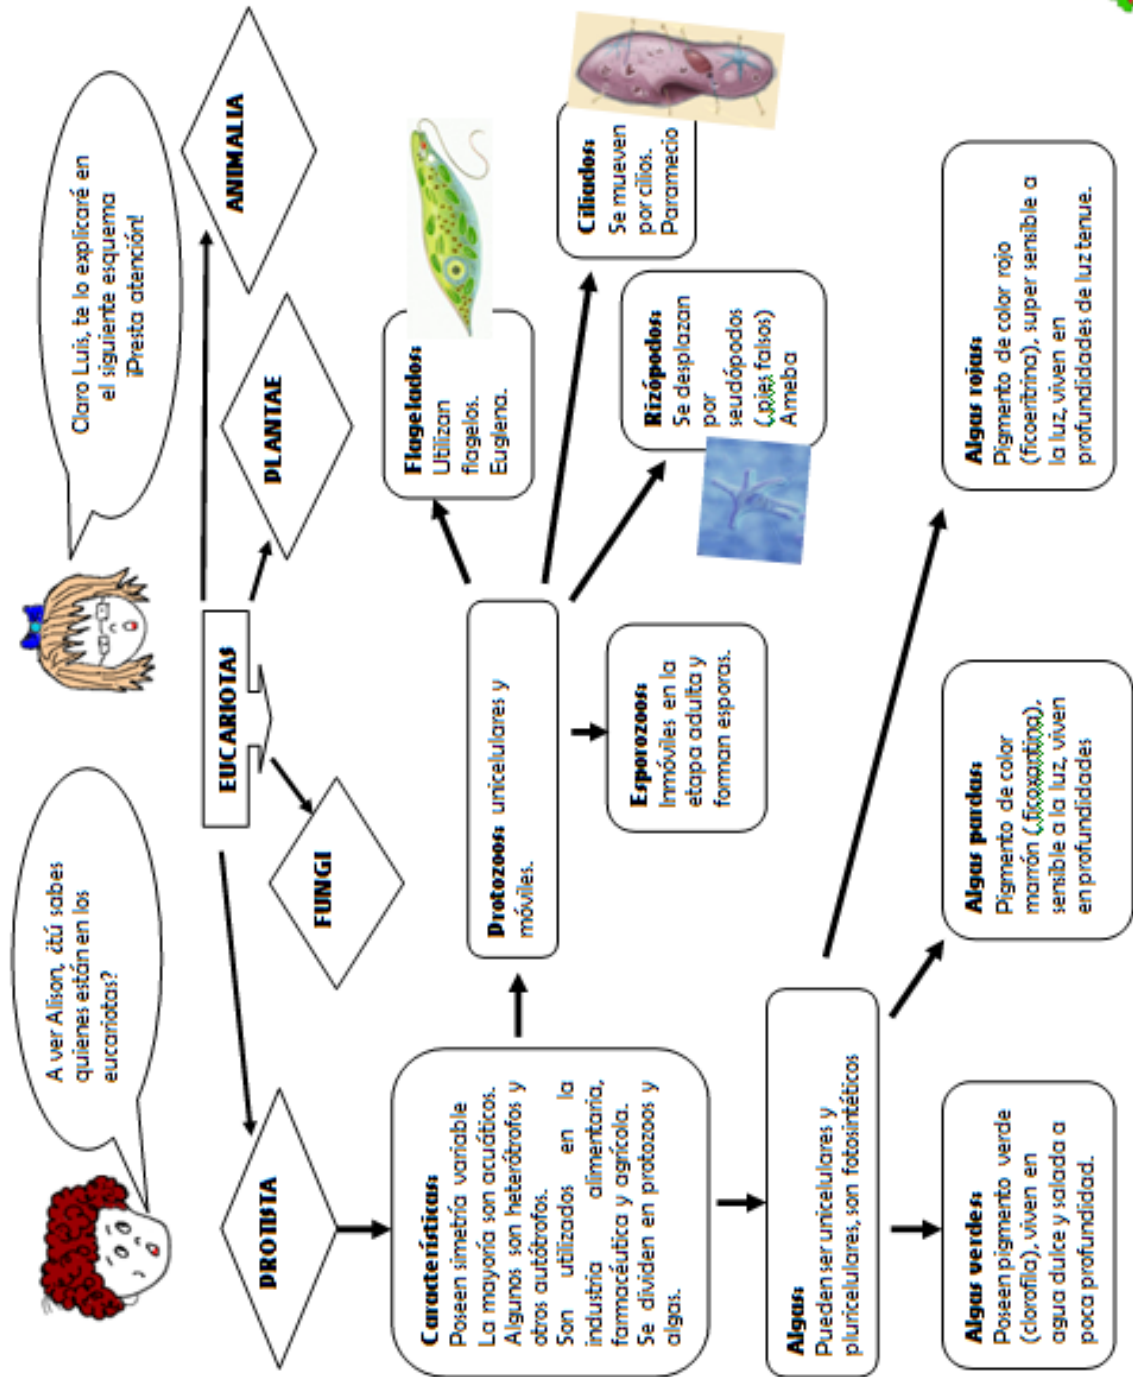 A ver Alison, ¿tú sabes
quienes están en los
eucariotas?
Claro Luis, te lo explicaré en
el siguiente esquema
¡Presta atención!
EUCARIOTAS
PROTISTA
FUNGI
PLANTAE
ANIMALIA
Características:
Poseen simetría variable
La mayoría son acuáticos.
Algunos son heterótrofos y
otros autótrofos.
Son utilizados en la
industria alimentaria,
farmacéutica y agrícola.
Se dividen en protozoos y
algas.
Protozoos: unicelulares y
móviles.
Flagelados:
Utilizan
flagelos.
Euglena.
Ciliados:
Se mueven
por cilios.
Paramecio
Rizópodos:
Se desplazan
por
seudópodos
(pies falsos)
Ameba
Esporozoos:
Inmóviles en la
etapa adulta y
forman esporas.
Algas:
Pueden ser unicelulares y
pluricelulares, son fotosintéticos
Algas verdes:
Poseen pigmento verde
(clorofila), viven en
agua dulce y salada a
poca profundidad.
Algas pardas:
Pigmento de color
marrón (ficoxantina),
sensible a la luz, viven
en profundidades
Algas rojas:
Pigmento de color rojo
(ficoeritrina), super sensible a
la luz, viven en
profundidades de luz tenue.